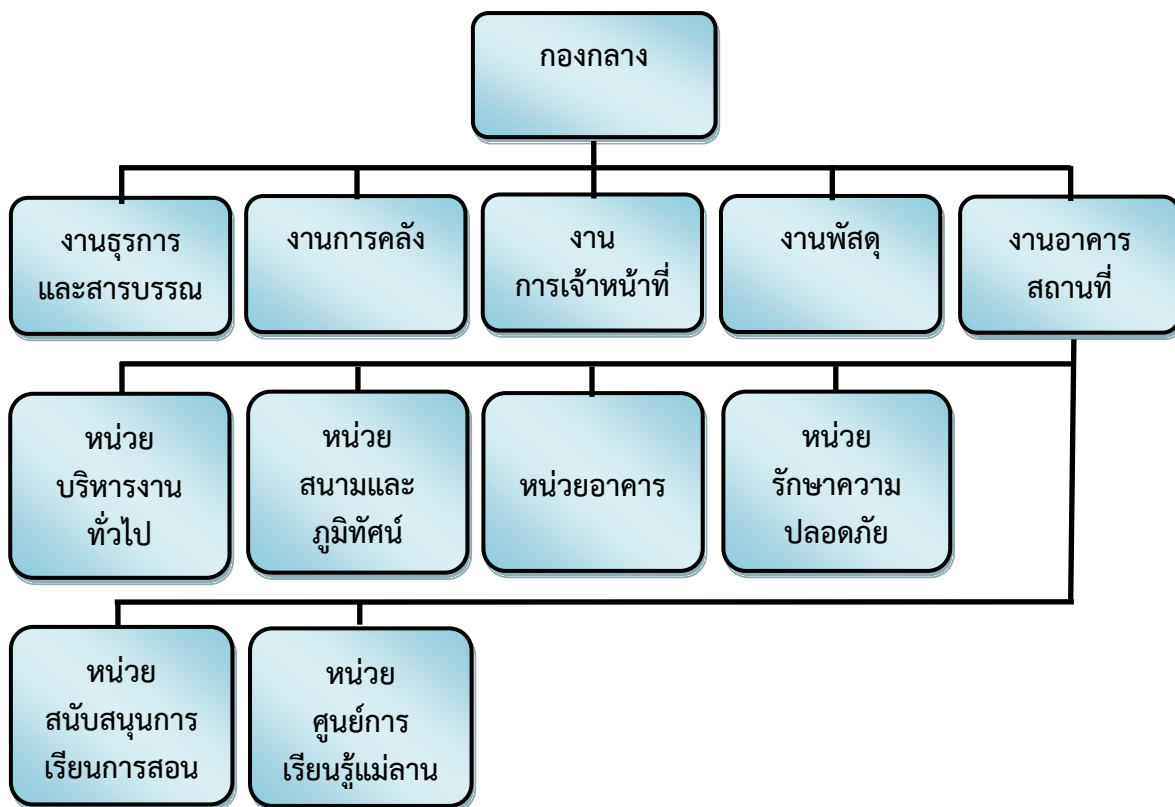 กองกลาง
งานธุรการ
และสารบรรณ
งานการคลัง
งาน
การเจ้าหน้าที่
งานพัสดุ
งานอาคาร
สถานที่
หน่วย
บริหารงาน
ทั่วไป
หน่วย
สนามและ
ภูมิทัศน์
หน่วยอาคาร
หน่วย
รักษาความ
ปลอดภัย
หน่วย
สนับสนุนการ
เรียนการสอน
หน่วย
ศูนย์การ
เรียนรู้แม่ลาน